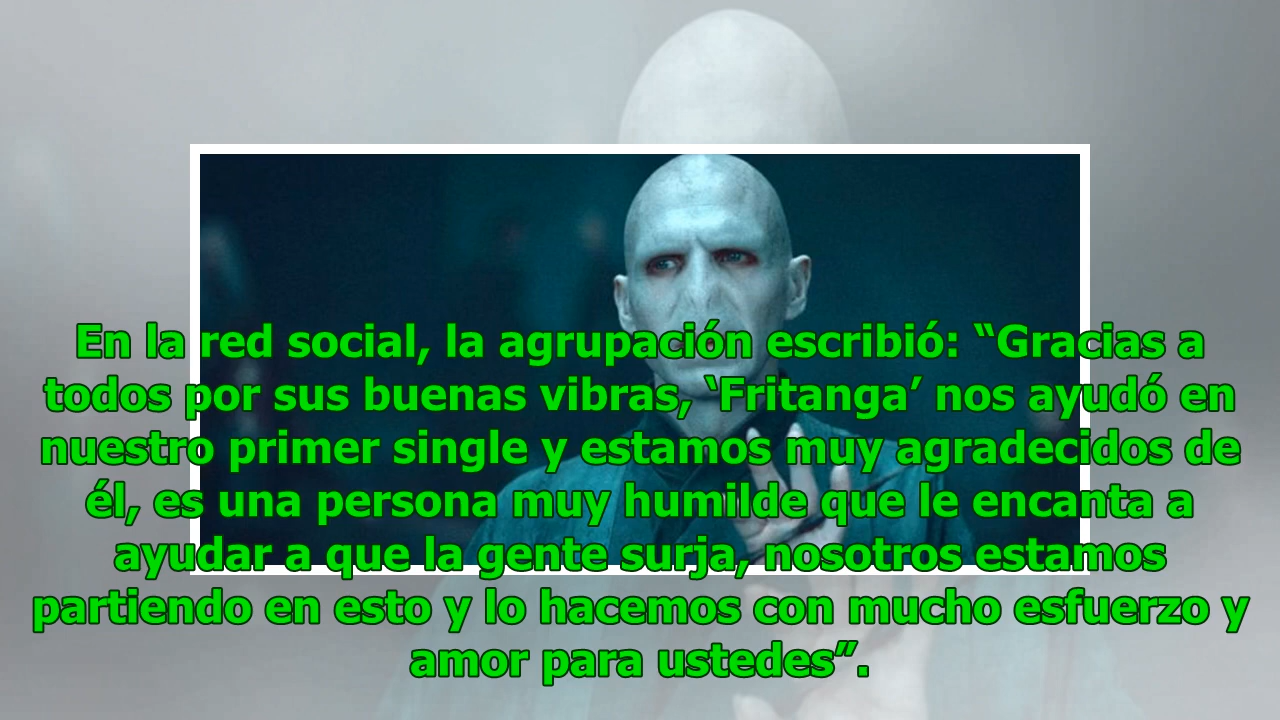 En la red social, la agrupación escribió: “Gracias a
todos por sus buenas vibras, ‘Fritanga’ nos ayudó en
nuestro primer single y estamos muy agradecidos de
él, es una persona muy humilde que le encanta a
ayudar a que la gente surja, nosotros estamos
partiendo en esto y lo hacemos con mucho esfuerzo y
amor para ustedes”.